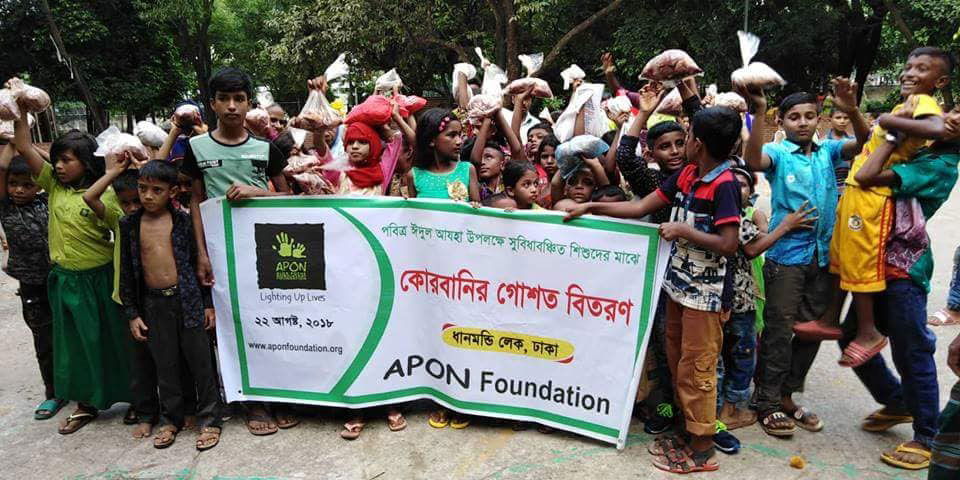 পবিত্র ঈদুল আযহা উপলক্ষে সুবিধাবঞ্চিত শিশুদের মাঝে
কোরবানির গোশত বিতরণ
ধানমন্ডি লেক, ঢাকা
APON Foundation
APON
Lighting Up Lives
২২ আগষ্ট, ২০১৮
www.aponfoundation.org